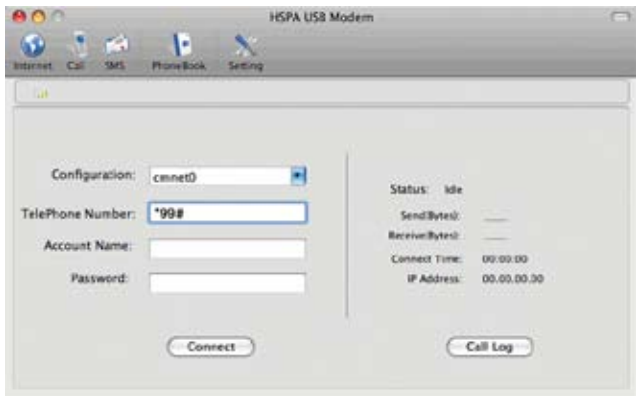 HSPA USB Modem
Internet Call SMS PhoneBook Setting
Configuration: cmnet0
TelePhone Number: *99#
Account Name:
Password:
Connect
Status: Idle
Send(Bytes):
Receive(Bytes):
Connect Time: 00:00:00
IP Address: 00.00.00.00
Call Log